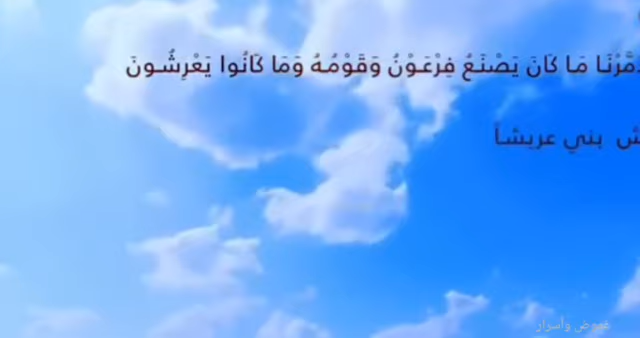 دَمَّرْنَا مَا كَانَ يَصْنَعُ فِرْعَوْنُ وَقَوْمُهُ وَمَا كَانُوا يَعْرِشُونَ
بني عريشاً
غموض وأسرار